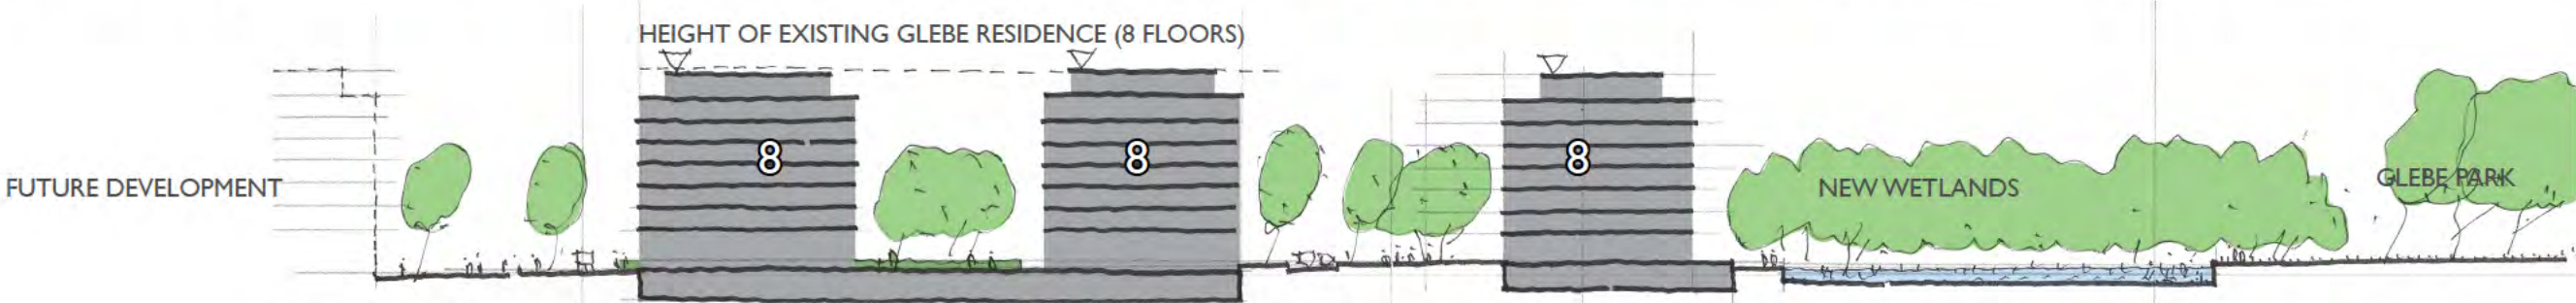 HEIGHT OF EXISTING GLEBE RESIDENCE (8 FLOORS)
8
8
8
FUTURE DEVELOPMENT
NEW WETLANDS
GLEBE PARK